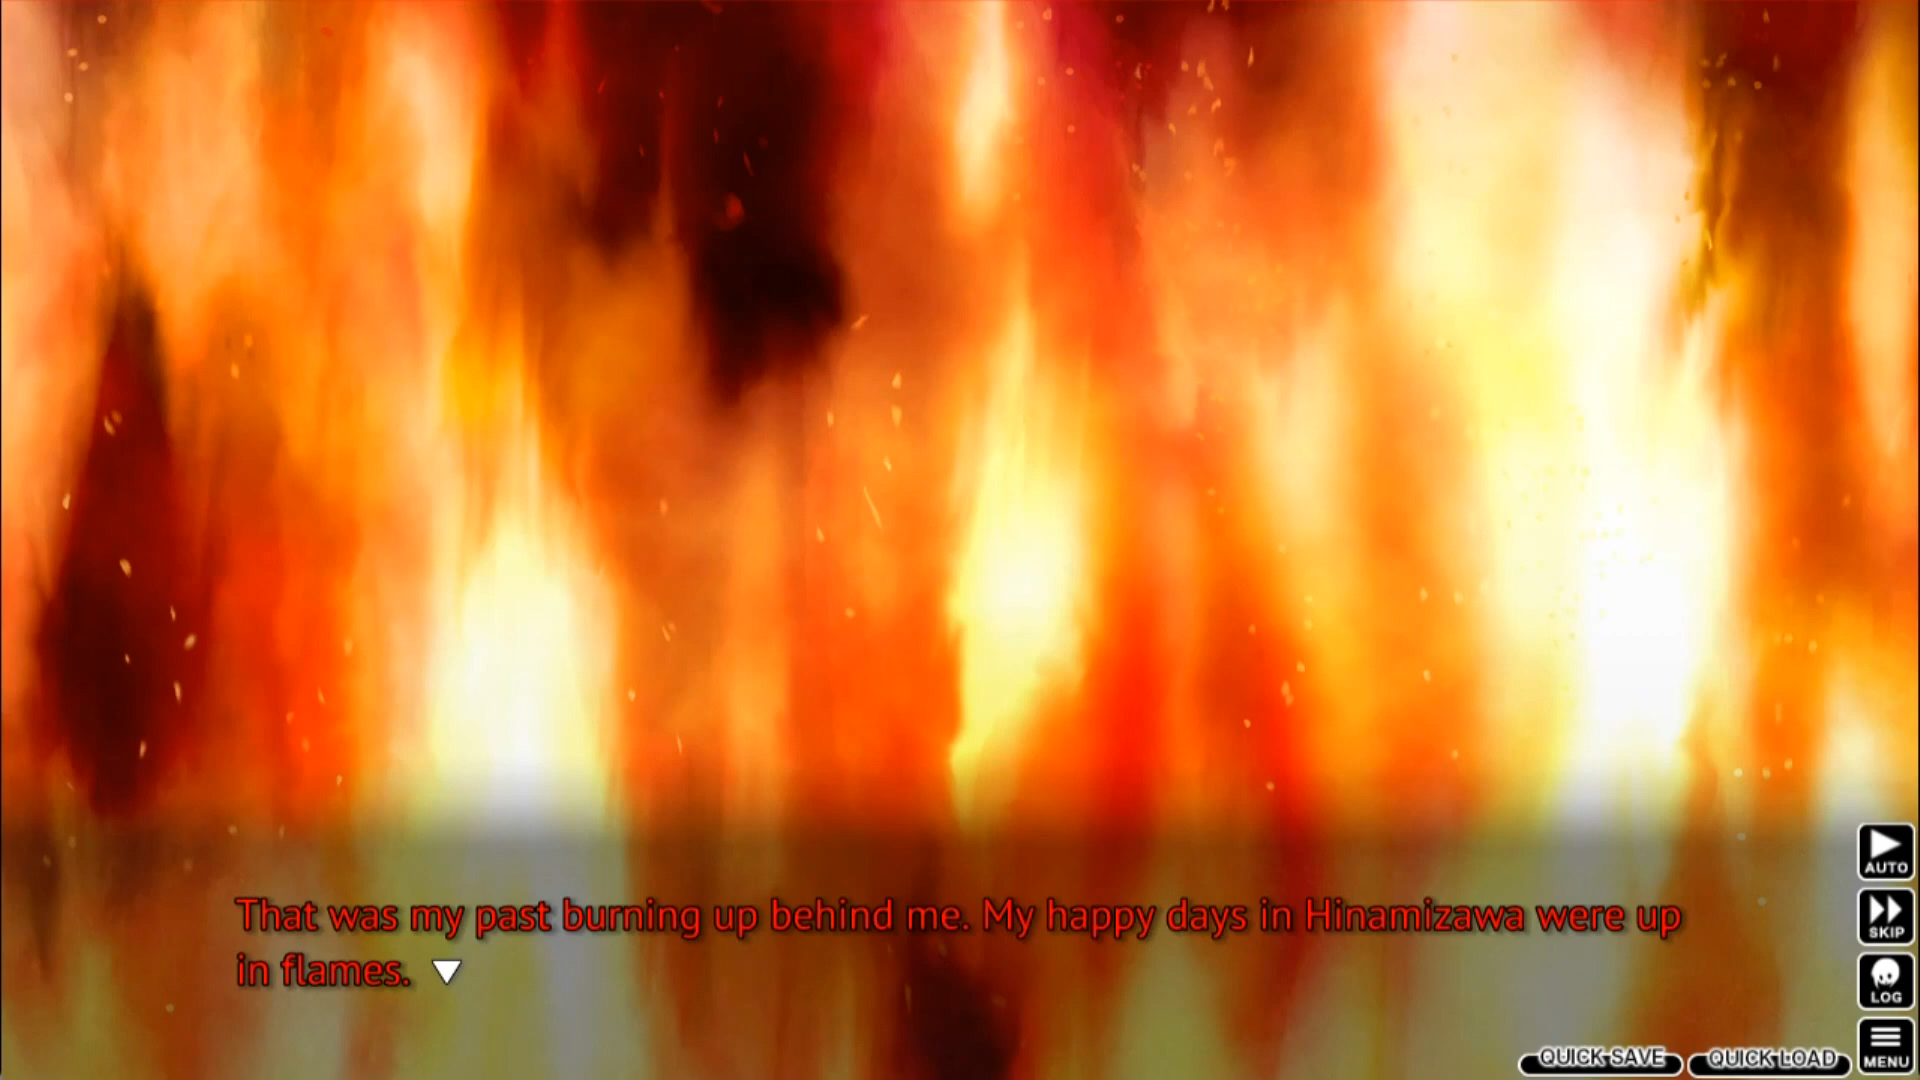 That was my past burning up behind me. My happy days in Hinamizawa were up
in flames.
AUTO
SKIP
LOG
MENU
QUICK SAVE
QUICK LOAD